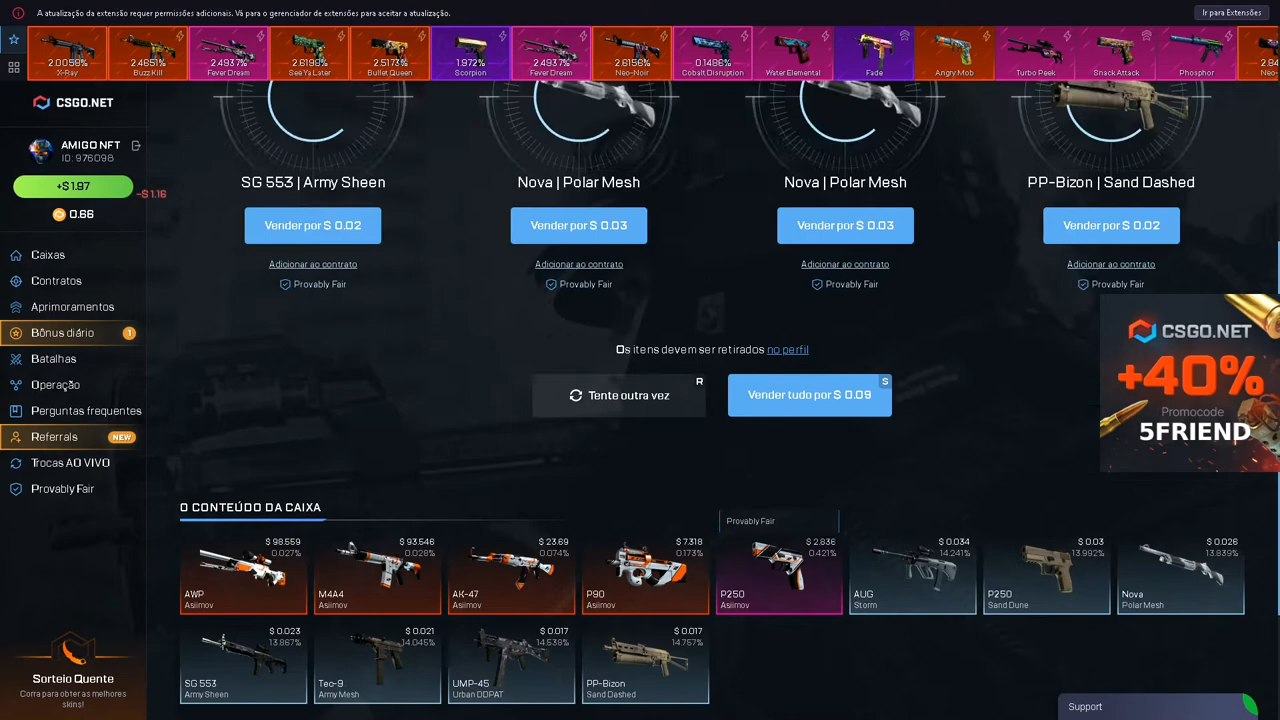 A atualização da extensão requer permissões adicionais. Vá para o gerenciador de extensões para aceitar a atualização.
Ir para Extensões
2.0058%
X-Ray
2.4651%
Buzz Kill
2.4937%
Fever Dream
2.6198%
See Ya Later
2.5173%
Bullet Queen
1.972%
Scorpion
2.4937%
Fever Dream
2.6156%
Neo-Noir
0.1486%
Cobalt Disruption
Water Elemental
Fade
Angry Mob
Turbo Peek
Snack Attack
Phosphor
CSGO.NET
AMIGO NFT
ID: 976098
+$ 1.97
-$ 1.16
0.66
Caixas
Contratos
Aprimoramentos
Bônus diário 1
Batalhas
Operação
Perguntas frequentes
Referrals NEW
Trocas AO VIVO
Provably Fair
Sorteio Quente
Corra para obter as melhores
skins!
SG 553 | Army Sheen
Vender por $ 0.02
Adicionar ao contrato
Provably Fair
Nova | Polar Mesh
Vender por $ 0.03
Adicionar ao contrato
Provably Fair
Nova | Polar Mesh
Vender por $ 0.03
Adicionar ao contrato
Provably Fair
PP-Bizon | Sand Dashed
Vender por $ 0.02
Adicionar ao contrato
Provably Fair
Os itens devem ser retirados no perfil
Tente outra vez R
Vender tudo por $ 0.09 S
CSGO.NET
+40%
Promocode
5FRIEND
O CONTEÚDO DA CAIXA
Provably Fair
$ 98.559
0.027%
AWP
Asiimov
$ 93.546
0.028%
M4A4
Asiimov
$ 23.69
0.074%
AK-47
Asiimov
$ 7.318
0.173%
P90
Asiimov
$ 2.836
0.421%
P250
Asiimov
$ 0.034
14.241%
AUG
Storm
$ 0.03
13.992%
P250
Sand Dune
$ 0.026
13.839%
Nova
Polar Mesh
$ 0.023
13.867%
SG 553
Army Sheen
$ 0.021
14.045%
Tec-9
Army Mesh
$ 0.017
14.538%
UMP-45
Urban DDPAT
$ 0.017
14.757%
PP-Bizon
Sand Dashed
Support